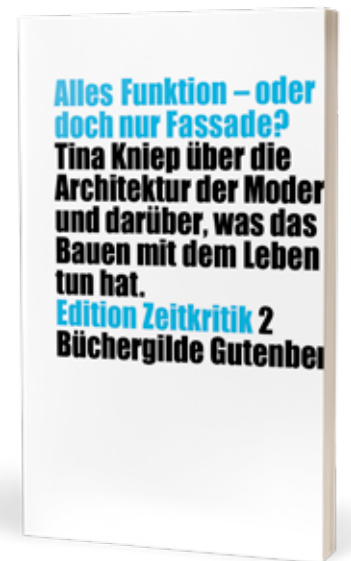 Alles Funktion – oder
doch nur Fassade?
Tina Kniep über die
Architektur der Moder
und darüber, was das
Bauen mit dem Leben
tun hat.
Edition Zeitkritik 2
Büchergilde Gutenber